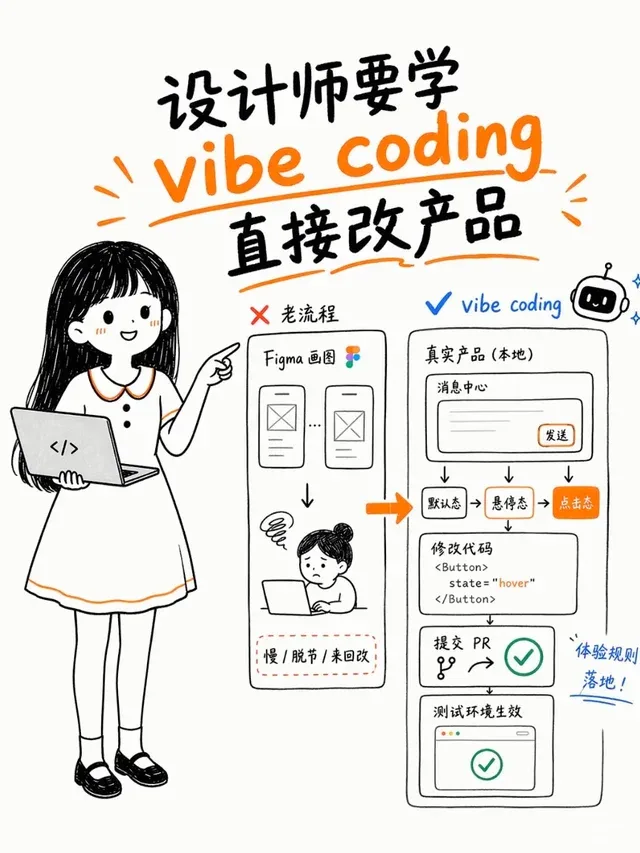 设计师要学
vibe coding
直接改产品
老流程
Figma 画图
...
慢 / 脱节 / 来回改
vibe coding
真实产品（本地）
消息中心
发送
默认态
悬停态
点击态
修改代码
<Button>
state="hover"
</Button>
提交 PR
测试环境生效
体验规则
落地！
</>